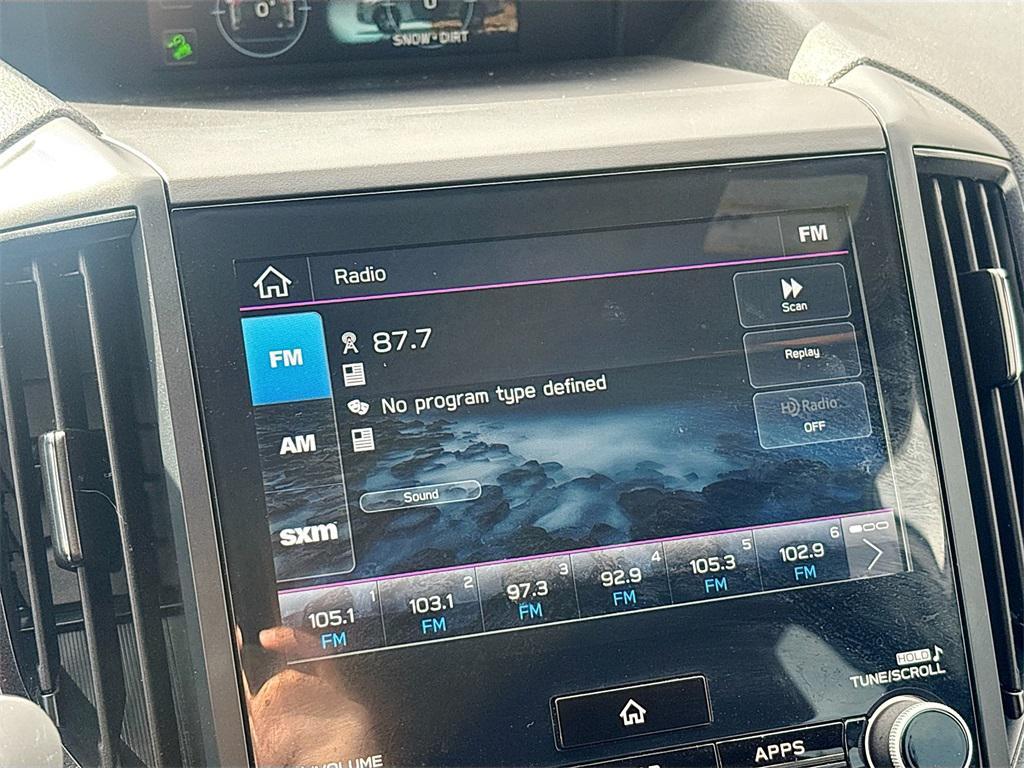 0°
0
SNOW·DIRT
Radio
FM
FM
87.7
Scan
Replay
No program type defined
HD Radio
OFF
AM
Sound
sxm
1
105.1
FM
2
103.1
FM
3
97.3
FM
4
92.9
FM
5
105.3
FM
6
102.9
FM
HOLD
TUNE/SCROLL
APPS
VOLUME